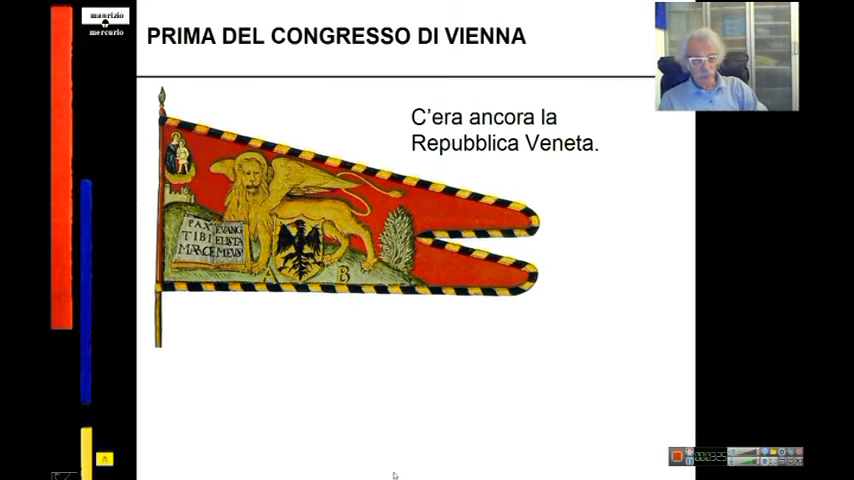 maurizio
mercurio
PRIMA DEL CONGRESSO DI VIENNA
C'era ancora la
Repubblica Veneta.
PAX EVANG
TIBI ELISTA
MARCE MEVS
A B